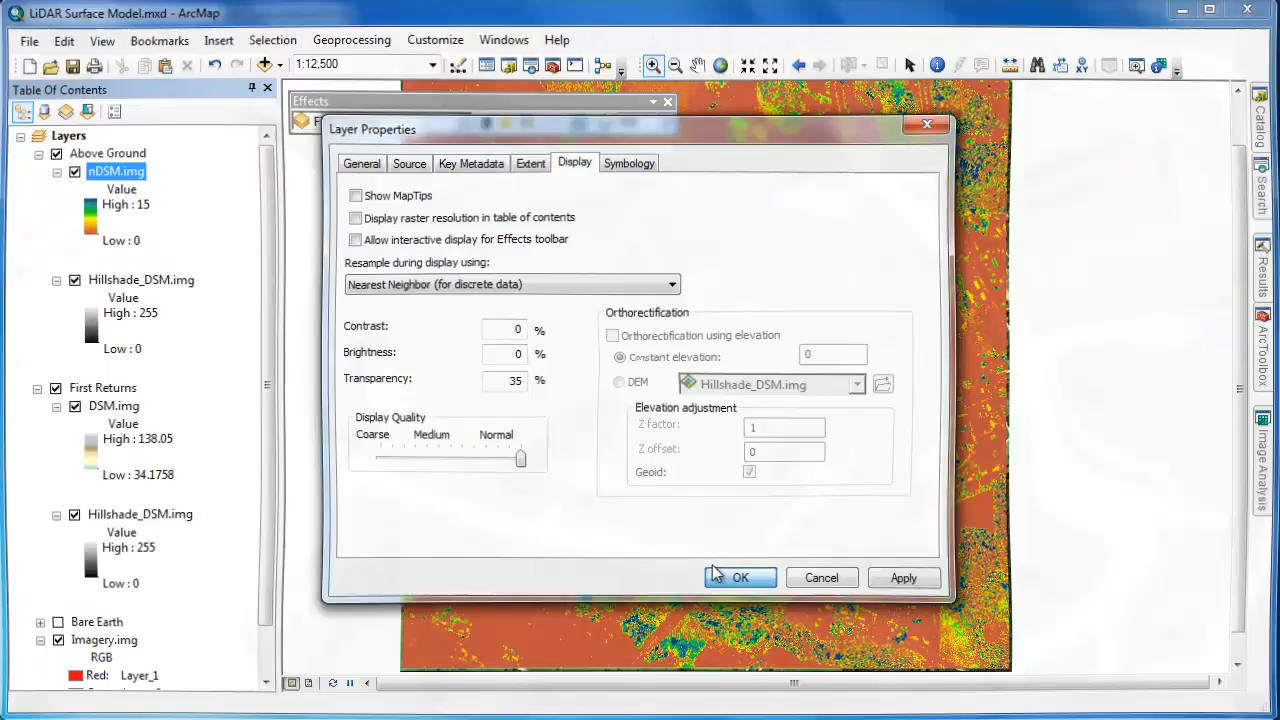 LiDAR Surface Model.mxd - ArcMap
File Edit View Bookmarks Insert Selection Geoprocessing Customize Windows Help
1:12,500
Table Of Contents
Layers
Above Ground
nDSM.img
Value
High : 15
Low : 0
Hillshade_DSM.img
Value
High : 255
Low : 0
First Returns
DSM.img
Value
High : 138.05
Low : 34.1758
Hillshade_DSM.img
Value
High : 255
Low : 0
Bare Earth
Imagery.img
RGB
Red: Layer_1
Effects
Layer Properties
General Source Key Metadata Extent Display Symbology
Show MapTips
Display raster resolution in table of contents
Allow interactive display for Effects toolbar
Resample during display using:
Nearest Neighbor (for discrete data)
Contrast: 0 %
Brightness: 0 %
Transparency: 35 %
Display Quality
Coarse Medium Normal
Orthorectification
Orthorectification using elevation
Constant elevation: 0
DEM Hillshade_DSM.img
Elevation adjustment
Z factor: 1
Z offset: 0
Geoid:
OK Cancel Apply
Catalog
Search
Results
ArcToolbox
Image Analysis